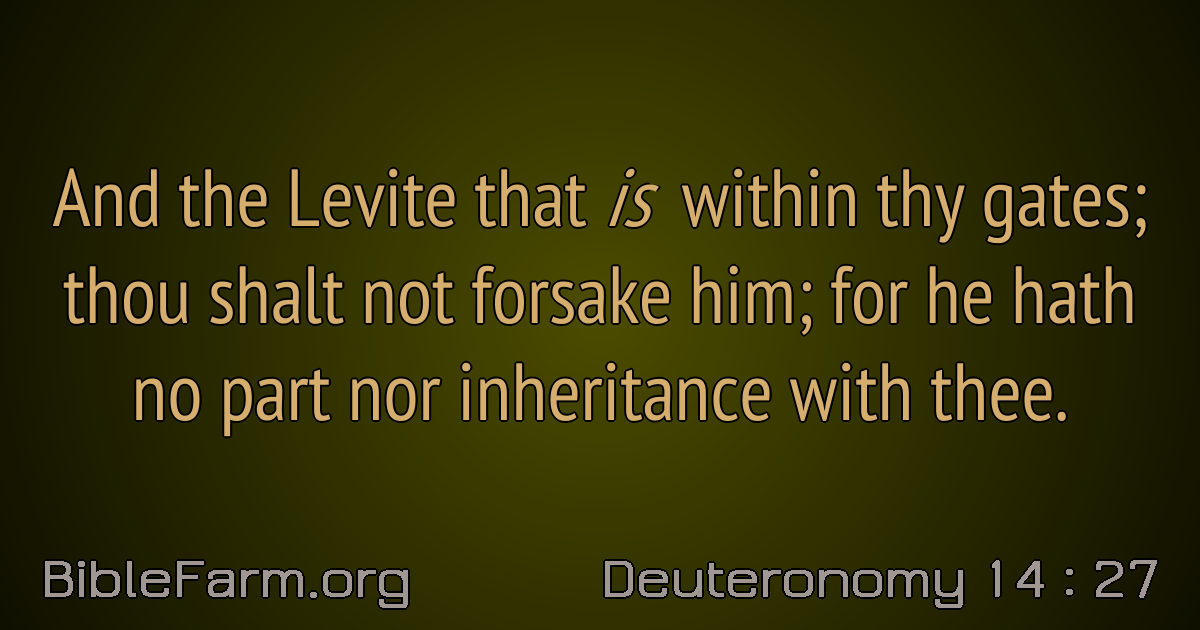 And the Levite that is within thy gates;
thou shalt not forsake him; for he hath
no part nor inheritance with thee.
BibleFarm.org
Deuteronomy 14 : 27